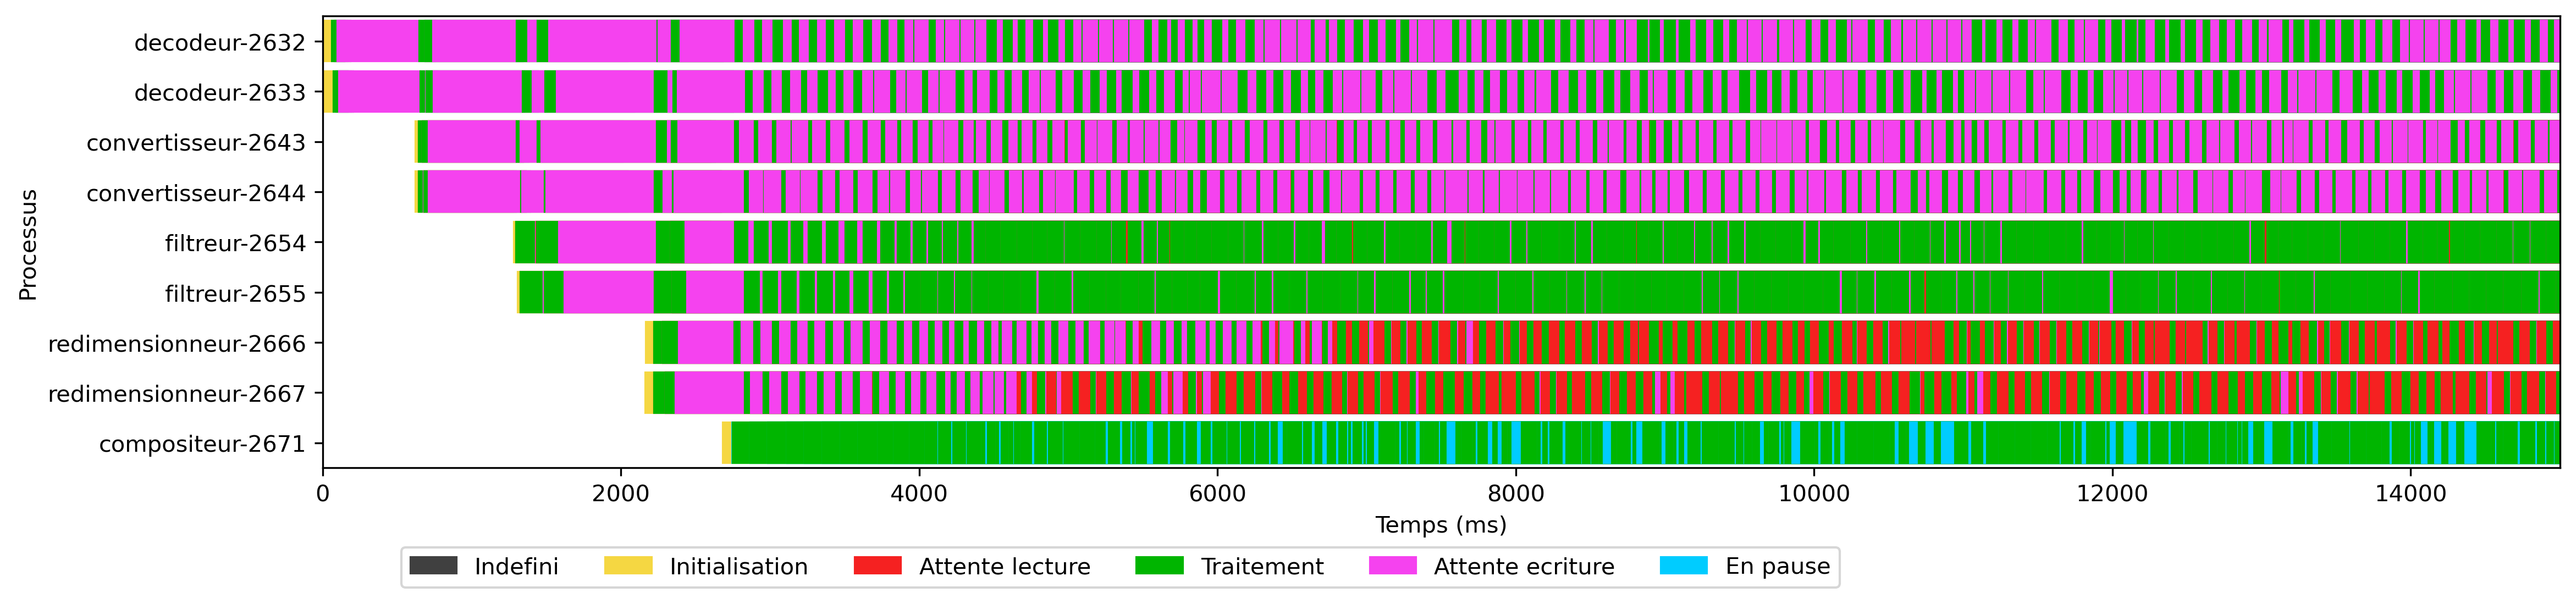 decodeur-2632
decodeur-2633
convertisseur-2643
convertisseur-2644
filtreur-2654
filtreur-2655
redimensionneur-2666
redimensionneur-2667
compositeur-2671
Processus
0 2000 4000 6000 8000 10000 12000 14000
Temps (ms)
Indefini Initialisation Attente lecture Traitement Attente ecriture En pause